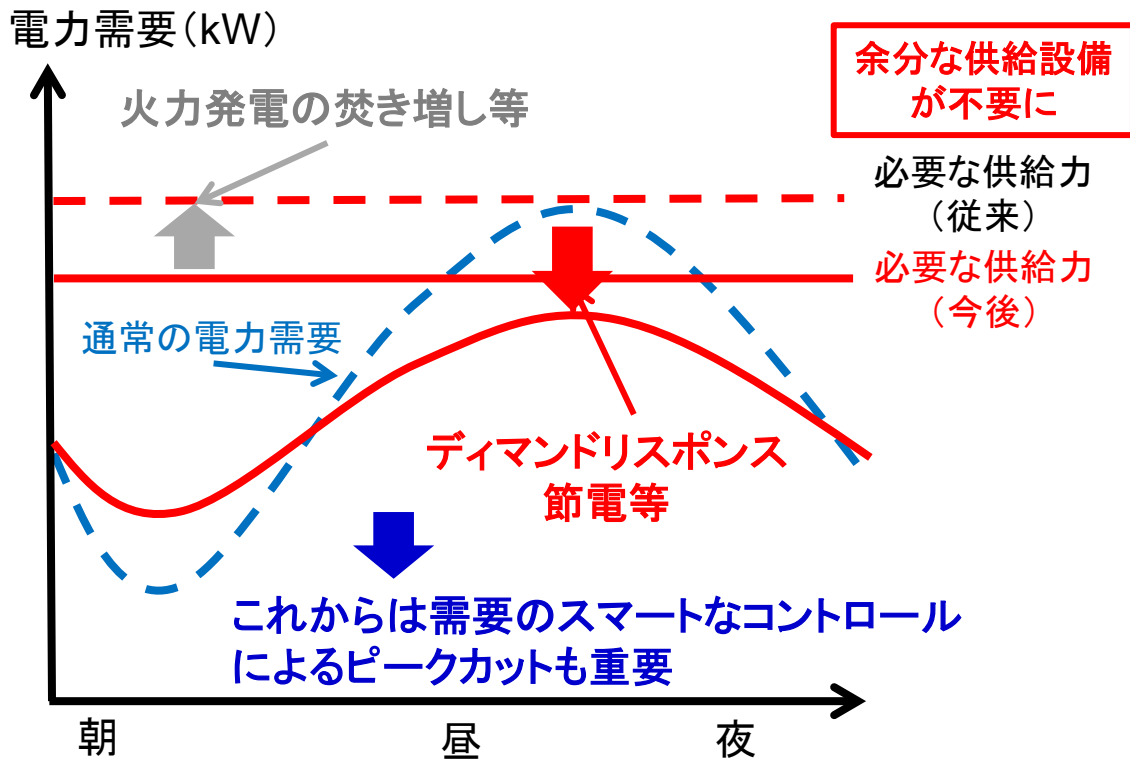 電力需要(kW)
余分な供給設備
が不要に
火力発電の焚き増し等
必要な供給力
(従来)
必要な供給力
(今後)
通常の電力需要
ディマンドリスポンス
節電等
これからは需要のスマートなコントロール
によるピークカットも重要
朝
昼
夜